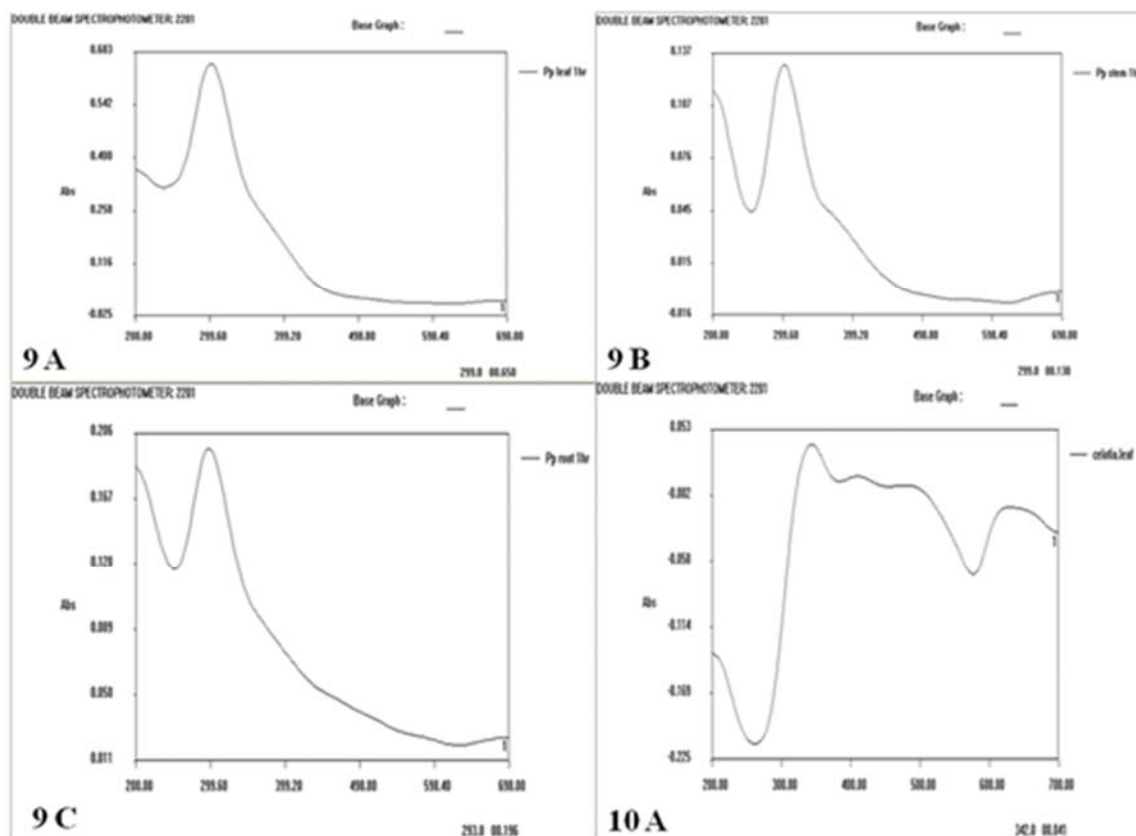 DOUBLE BEAM SPECTROPHOTOMETER: 2201
Base Graph :
0.683
Pp leaf 1hr
0.542
0.400
Abs
0.258
0.116
-0.025
200.00 299.60 399.20 498.80 598.40 698.00
9 A
299.0 00.650
DOUBLE BEAM SPECTROPHOTOMETER: 2201
Base Graph :
0.137
Pp stem 1h
0.107
0.076
Abs
0.045
0.015
-0.016
200.00 299.60 399.20 498.80 598.40 698.00
9 B
299.0 00.130
DOUBLE BEAM SPECTROPHOTOMETER: 2201
Base Graph :
0.206
Pp root 1hr
0.167
0.128
Abs
0.089
0.050
0.011
200.00 299.60 399.20 498.80 598.40 698.00
9 C
293.0 00.196
DOUBLE BEAM SPECTROPHOTOMETER: 2201
Base Graph :
0.053
celotia.leaf
-0.002
-0.058
Abs
-0.114
-0.169
-0.225
200.00 300.00 400.00 500.00 600.00 700.00
10 A
342.0 00.041